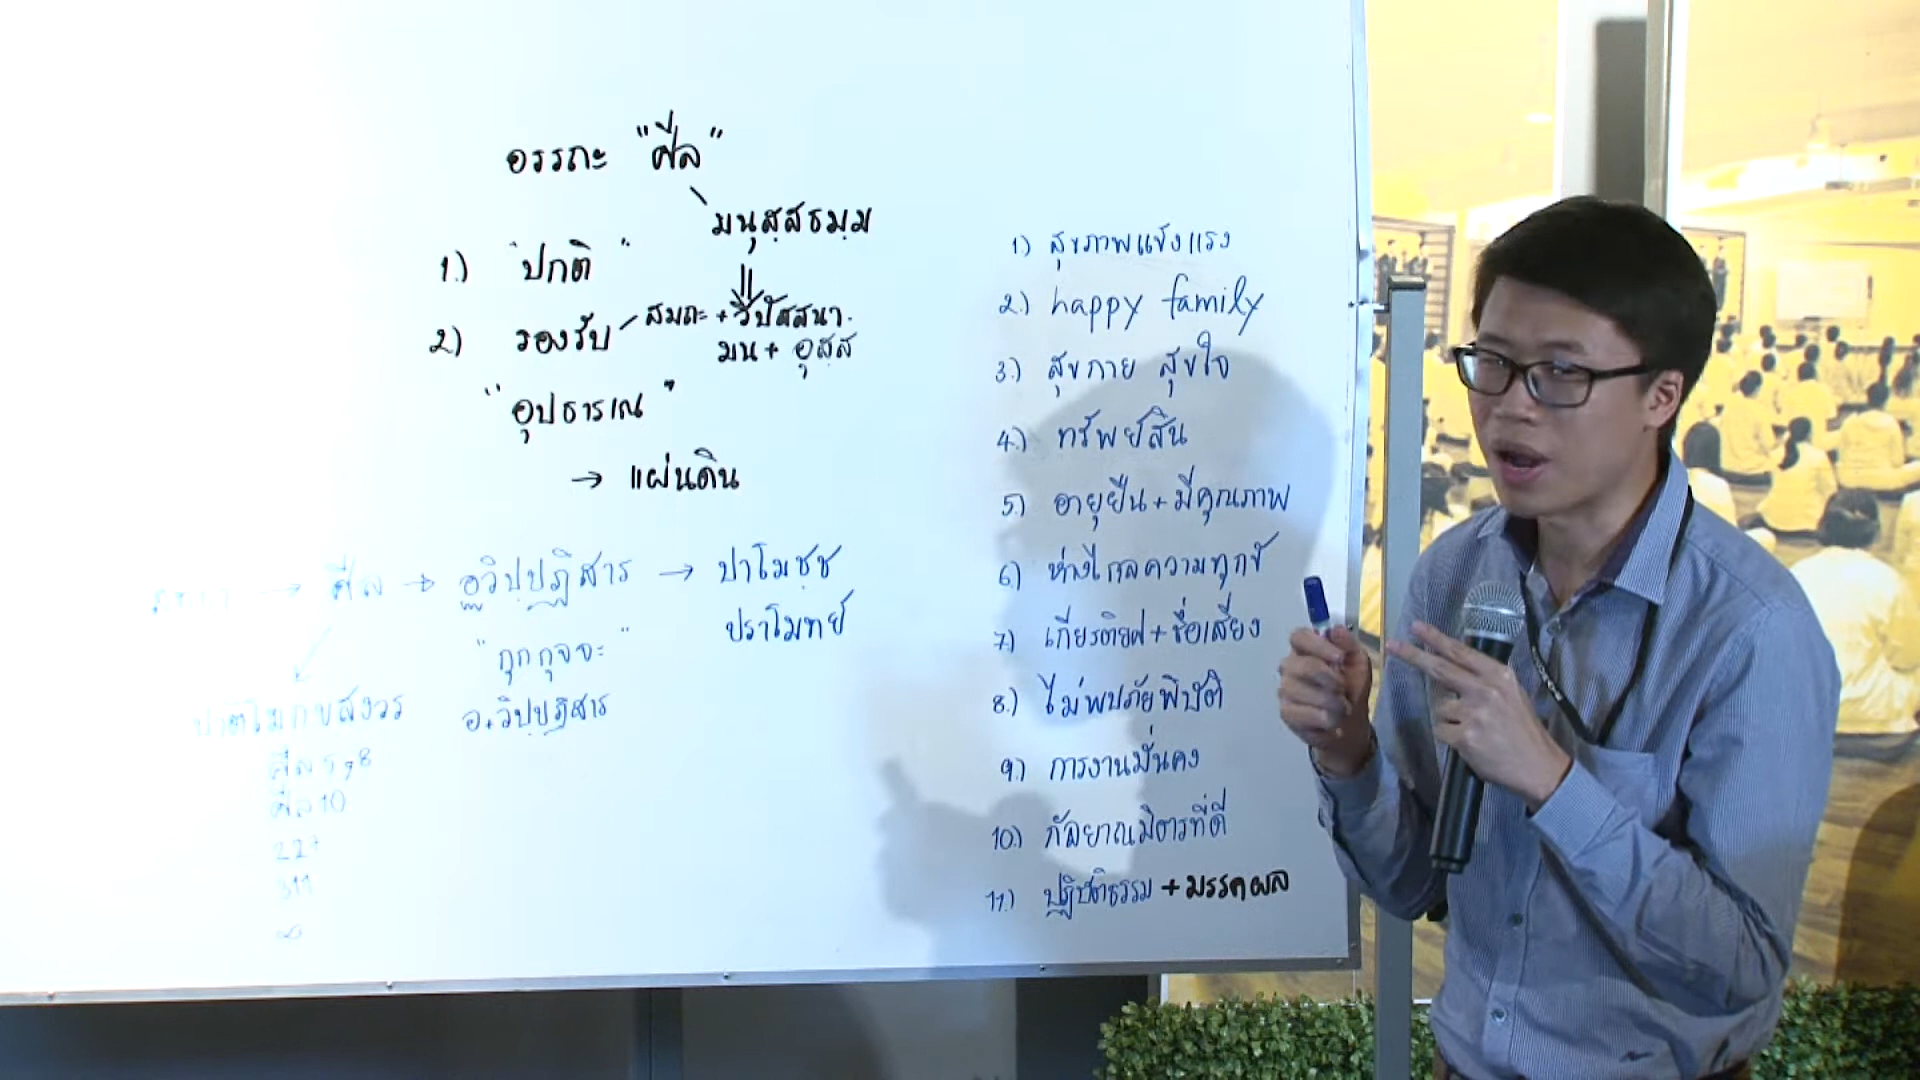 อรรถะ "ศีล"
มนุสฺสธมฺม
1.) "ปกติ"
2) รองรับ สมถะ + วิปัสสนา
มน + อุสฺส
"อุปธารณ"
→ แผ่นดิน
→ ศีล → อวิปฺปฏิสาร → ปาโมชฺช
ปราโมทย์
"กุกกุจจะ"
ปาติโมกขสังวร
อ.วิปฺปฏิสาร
ศีล 5, 8
ศีล 10
227
311
∞
1) สุขภาพแข็งแรง
2.) happy family
3.) สุขกาย สุขใจ
4.) ทรัพย์สิน
5.) อายุยืน + มีคุณภาพ
6) ห่างไกลความทุกข์
7.) เกียรติยศ + ชื่อเสียง
8.) ไม่พบภัยพิบัติ
9.) การงานมั่นคง
10.) กัลยาณมิตรที่ดี
11.) ปฏิบัติธรรม + มรรคผล